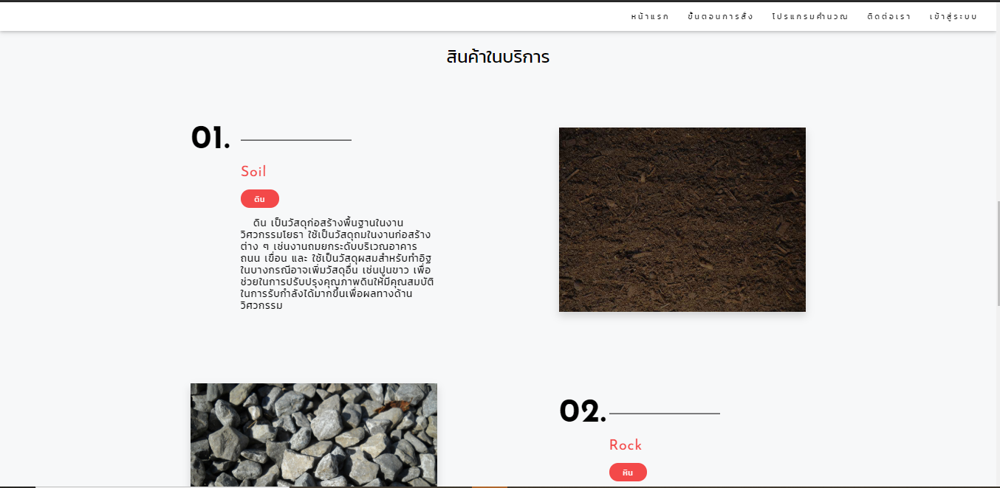 หน้าแรก ขั้นตอนการสั่ง โปรแกรมคำนวณ ติดต่อเรา เข้าสู่ระบบ
สินค้าในบริการ
01.
Soil
ดิน
ดิน เป็นวัสดุก่อสร้างพื้นฐานในงาน
วิศวกรรมโยธา ใช้เป็นวัสดุถมในงานก่อสร้าง
ต่าง ๆ เช่นงานถมยกระดับบริเวณอาคาร
ถนน เขื่อน และ ใช้เป็นวัสดุผสมสำหรับทำอิฐ
ในบางกรณีอาจเพิ่มวัสดุอื่น เช่นปูนขาว เพื่อ
ช่วยในการปรับปรุงคุณภาพดินให้มีคุณสมบัติ
ในการรับกำลังได้มากขึ้นเพื่อผลทางด้าน
วิศวกรรม
02.
Rock
หิน